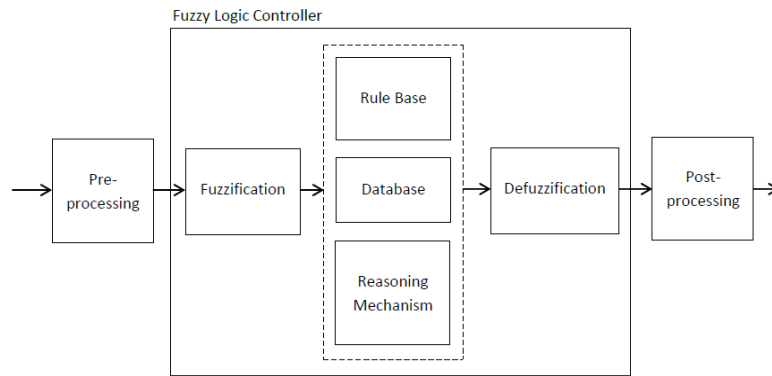 Fuzzy Logic Controller
Pre-
processing
Fuzzification
Rule Base
Database
Reasoning
Mechanism
Defuzzification
Post-
processing